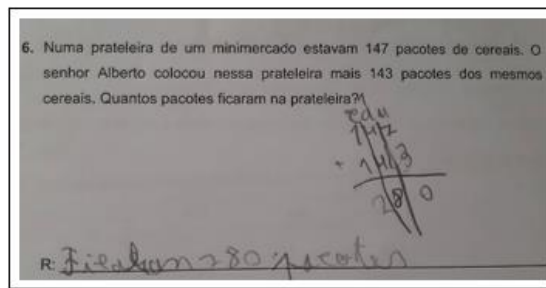 6. Numa prateleira de um minimercado estavam 147 pacotes de cereais. O
senhor Alberto colocou nessa prateleira mais 143 pacotes dos mesmos
cereais. Quantos pacotes ficaram na prateleira?
cdu
147
+ 143
280
R: Ficaram 280 pacotes